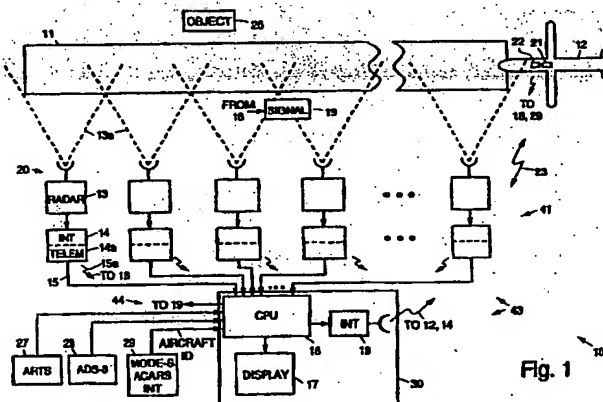 11
OBJECT 26
22 21 12
TO
18, 29
FROM
16
SIGNAL 19
13a
20
RADAR 13
23
INT 14
TELEM 14a
41
15a
15
TO 18
44
TO 19
CPU
16
INT
18
TO 12, 14
43
10
27
ARTS
28
ADS-B
29
AIRCRAFT
ID
MODE-S
ACARS
INT
DISPLAY
17
30
Fig. 1